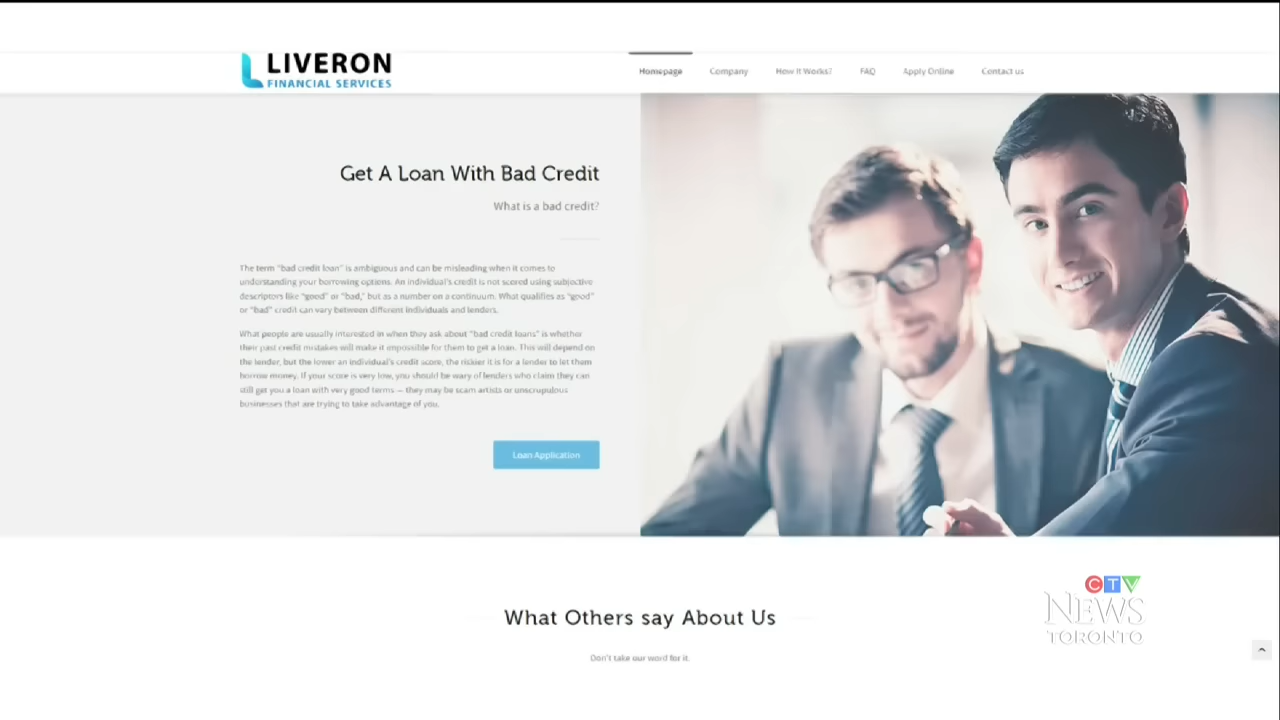 LIVERON
FINANCIAL SERVICES
Homepage Company How It Works? FAQ Apply Online Contact us
Get A Loan With Bad Credit
What is a bad credit?
The term "bad credit loan" is ambiguous and can be misleading when it comes to
understanding your borrowing options. An individual's credit is not scored using subjective
descriptors like "good" or "bad," but as a number on a continuum. What qualifies as "good"
or "bad" credit can vary between different individuals and lenders.
What people are usually interested in when they ask about "bad credit loans" is whether
their past credit mistakes will make it impossible for them to get a loan. This will depend on
the lender, but the lower an individual's credit score, the riskier it is for a lender to let them
borrow money. If your score is very low, you should be wary of lenders who claim they can
still get you a loan with very good terms — they may be scam artists or unscrupulous
businesses that are trying to take advantage of you.
Loan Application
What Others say About Us
Don't take our word for it.
CTV
NEWS
TORONTO